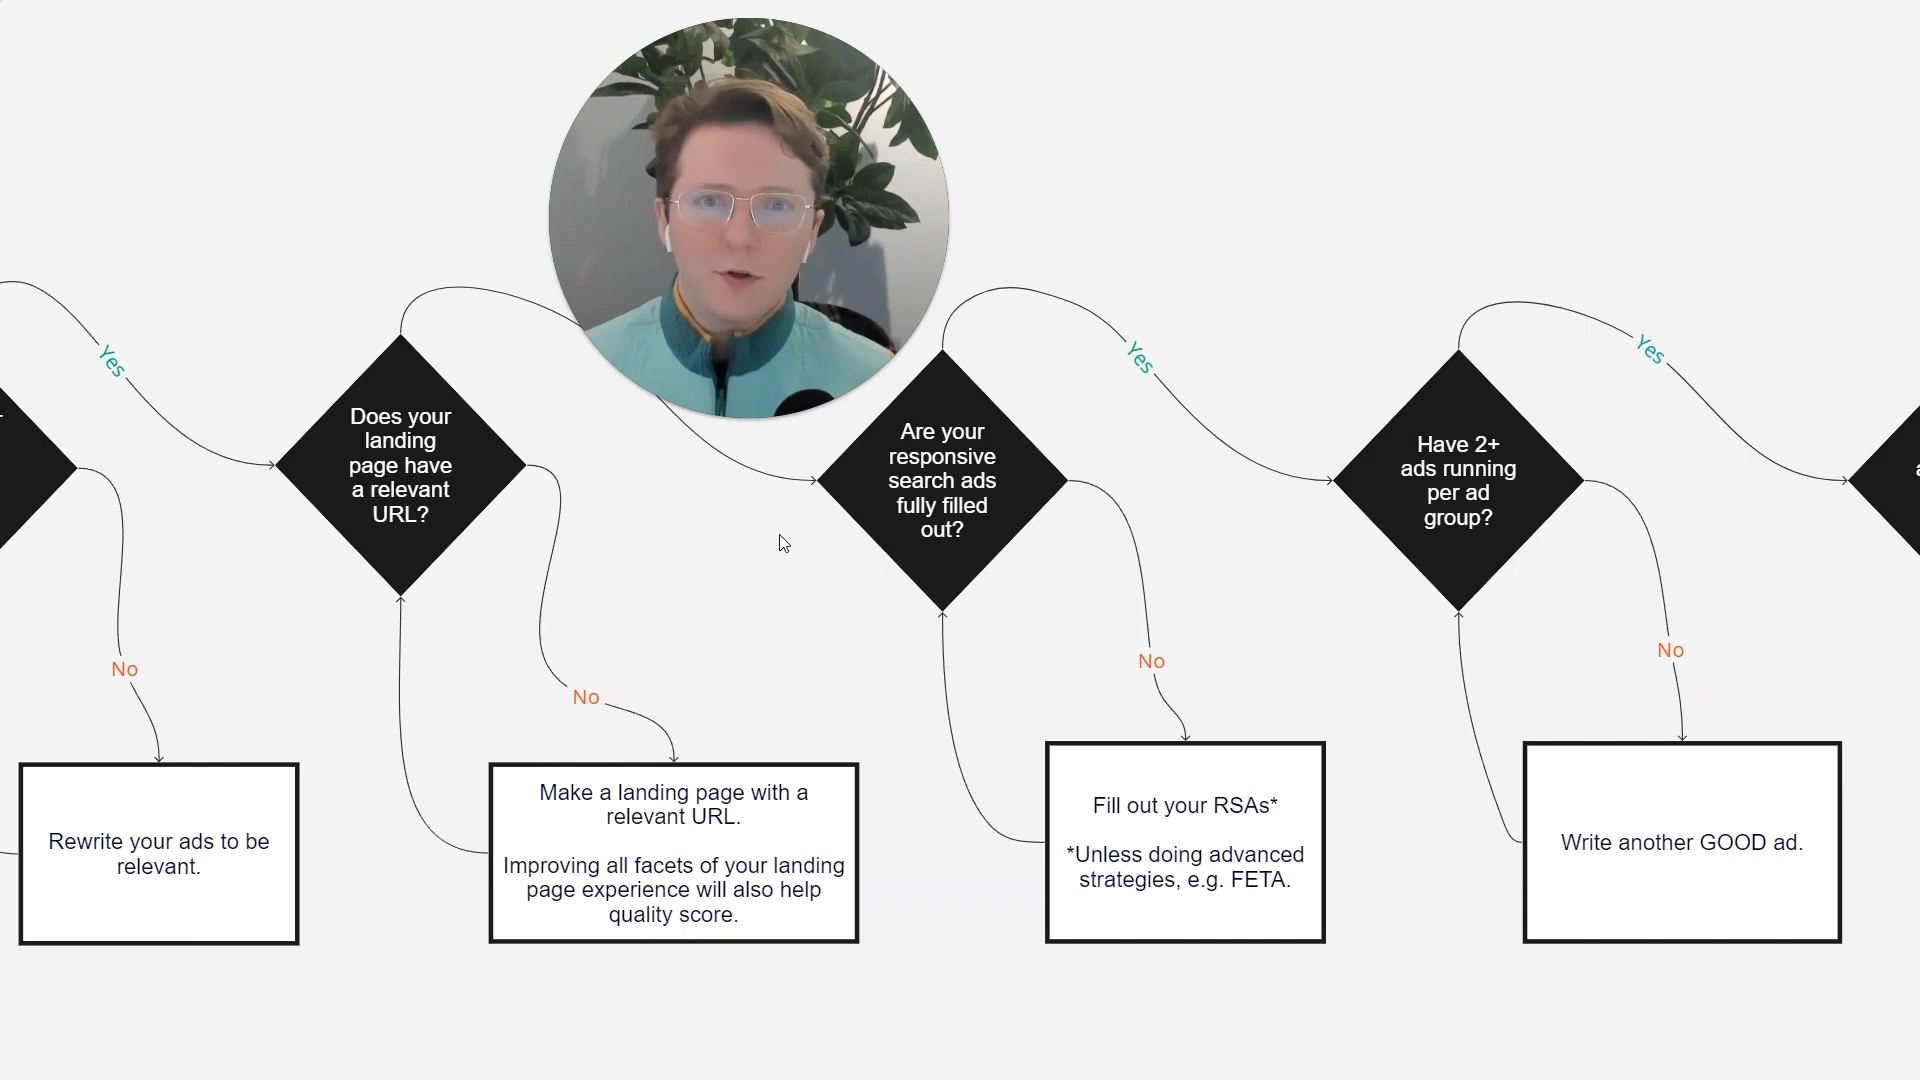 Yes
Does your
landing
page have
a relevant
URL?
Are your
responsive
search ads
fully filled
out?
Yes
Have 2+
ads running
per ad
group?
Yes
No
No
No
No
Rewrite your ads to be
relevant.
Make a landing page with a
relevant URL.
Improving all facets of your landing
page experience will also help
quality score.
Fill out your RSAs*
*Unless doing advanced
strategies, e.g. FETA.
Write another GOOD ad.